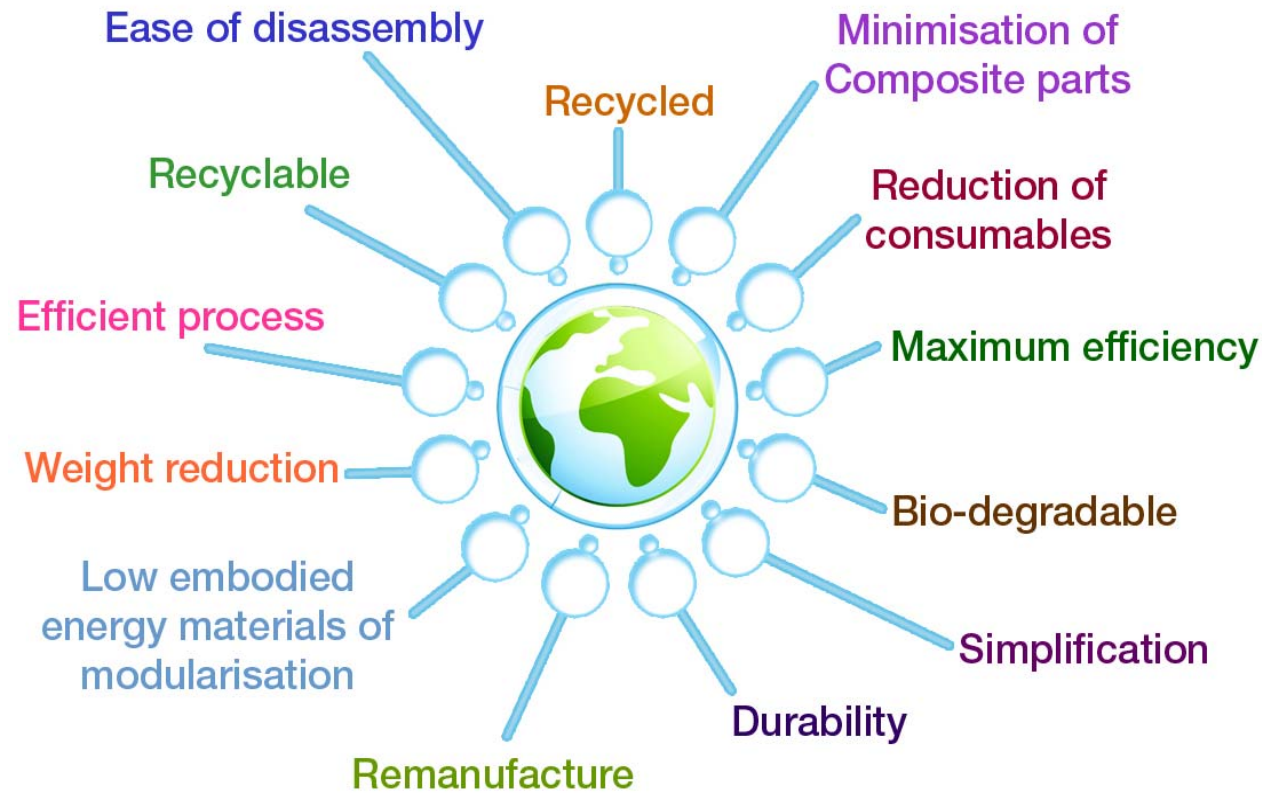 Ease of disassembly
Minimisation of
Composite parts
Recycled
Recyclable
Reduction of
consumables
Efficient process
Maximum efficiency
Weight reduction
Bio-degradable
Low embodied
energy materials of
modularisation
Simplification
Durability
Remanufacture